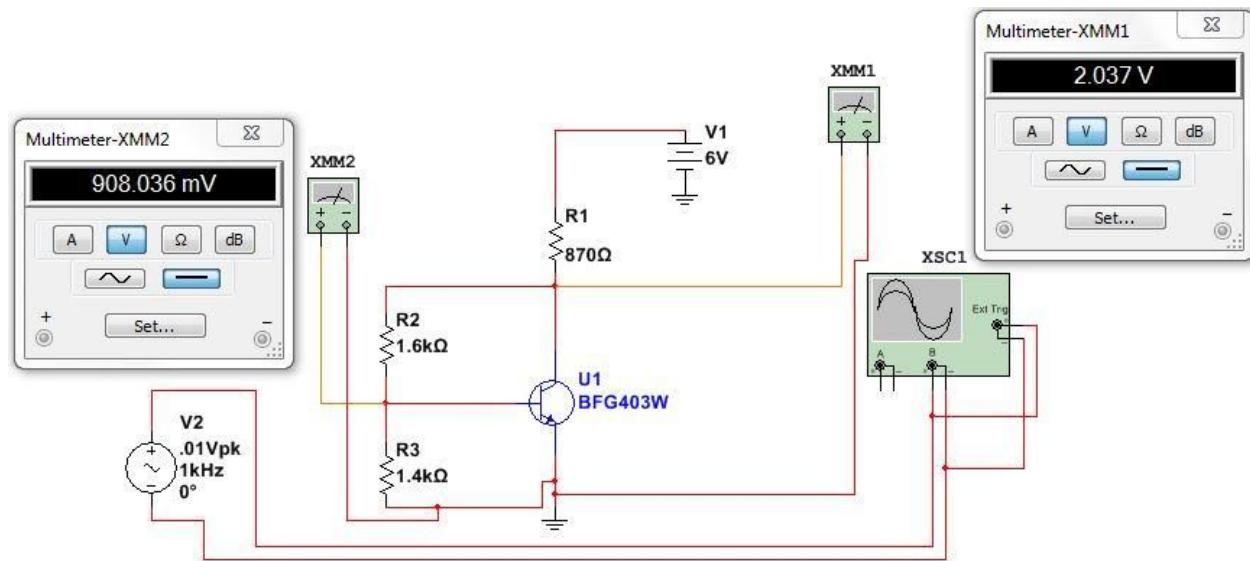 Multimeter-XMM2
908.036 mV
A V Ω dB
+ Set... -
XMM2
+ -
XMM1
+ -
V1
6V
Multimeter-XMM1
2.037 V
A V Ω dB
+ Set... -
R1
870Ω
R2
1.6kΩ
R3
1.4kΩ
U1
BFG403W
V2
.01Vpk
1kHz
0°
XSC1
Ext Trig
A B